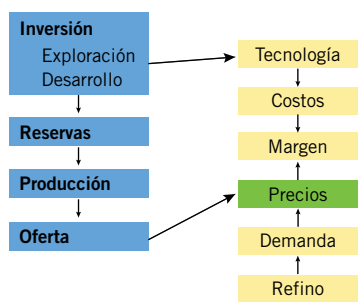 Inversión
Exploración
Desarrollo
Reservas
Producción
Oferta
Tecnología
Costos
Margen
Precios
Demanda
Refino